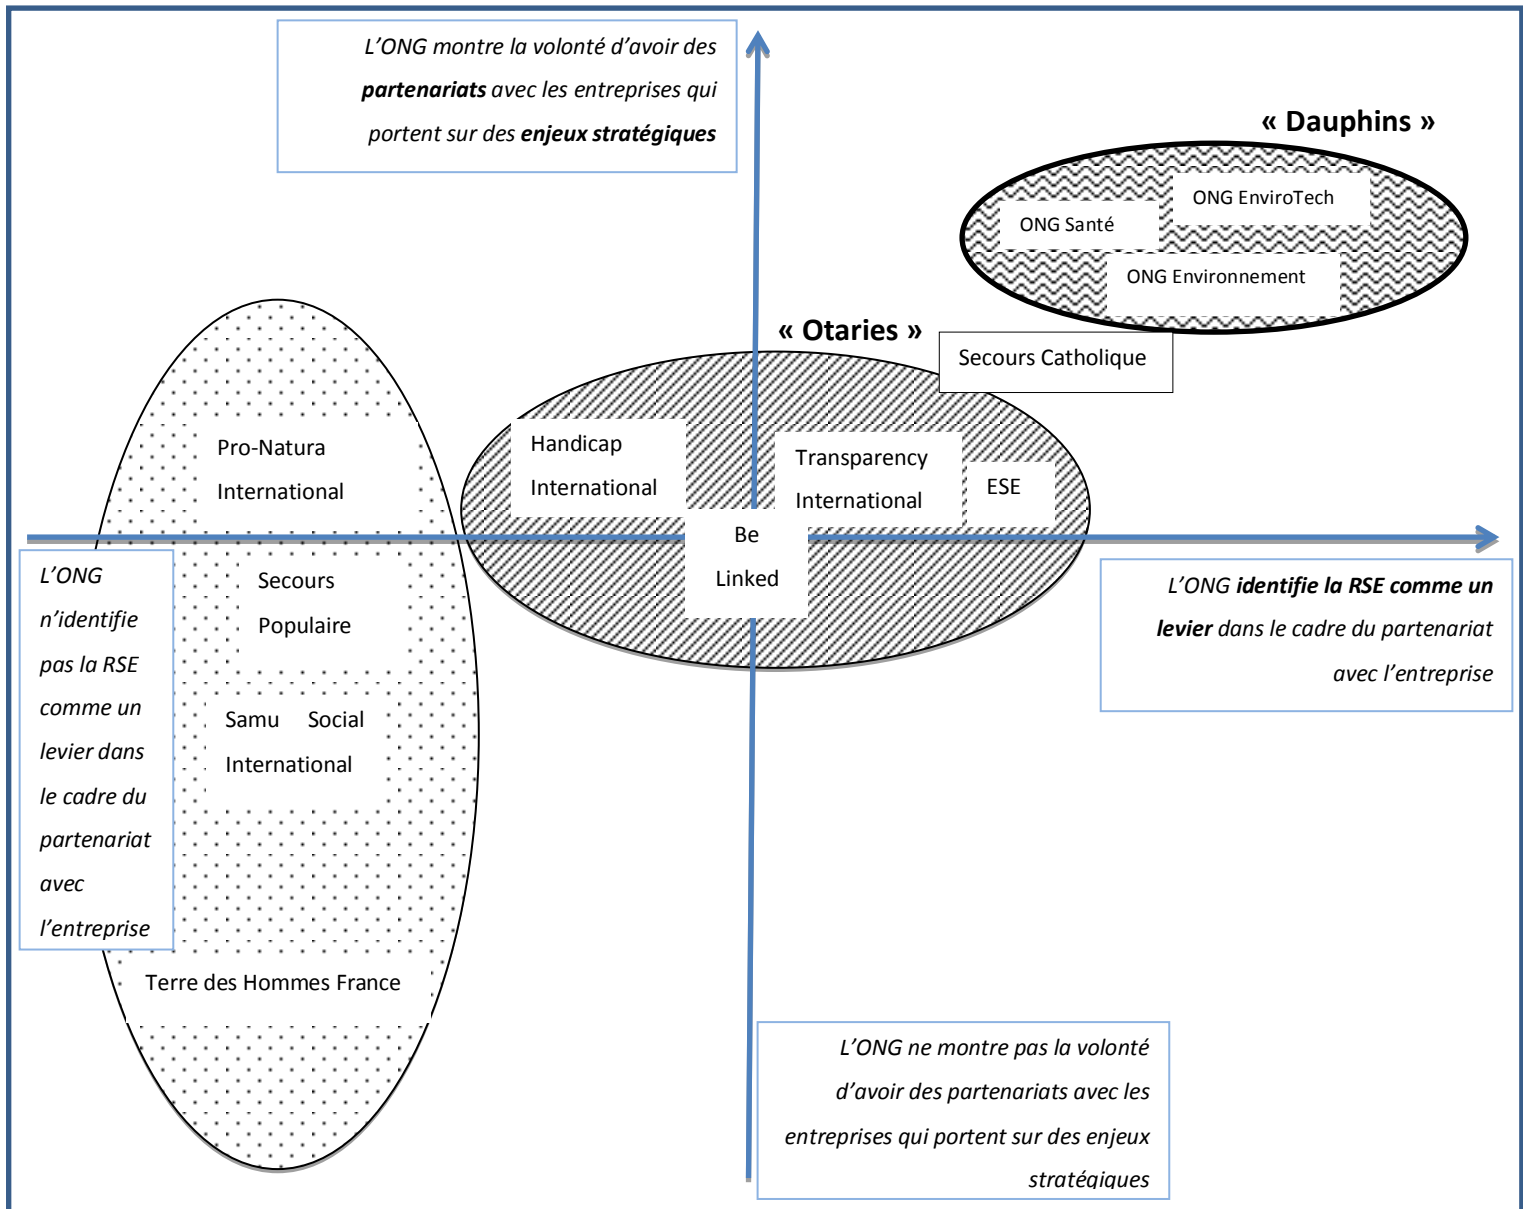 L’ONG montre la volonté d’avoir des
partenariats avec les entreprises qui
portent sur des enjeux stratégiques
« Dauphins »
ONG EnviroTech
ONG Santé
ONG Environnement
« Otaries »
Secours Catholique
Pro-Natura
International
Handicap
International
Transparency
International
ESE
Be
Linked
L’ONG
n’identifie
pas la RSE
comme un
levier dans
le cadre du
partenariat
avec
l’entreprise
Secours
Populaire
Samu Social
International
Terre des Hommes France
L’ONG identifie la RSE comme un
levier dans le cadre du partenariat
avec l’entreprise
L’ONG ne montre pas la volonté
d’avoir des partenariats avec les
entreprises qui portent sur des enjeux
stratégiques